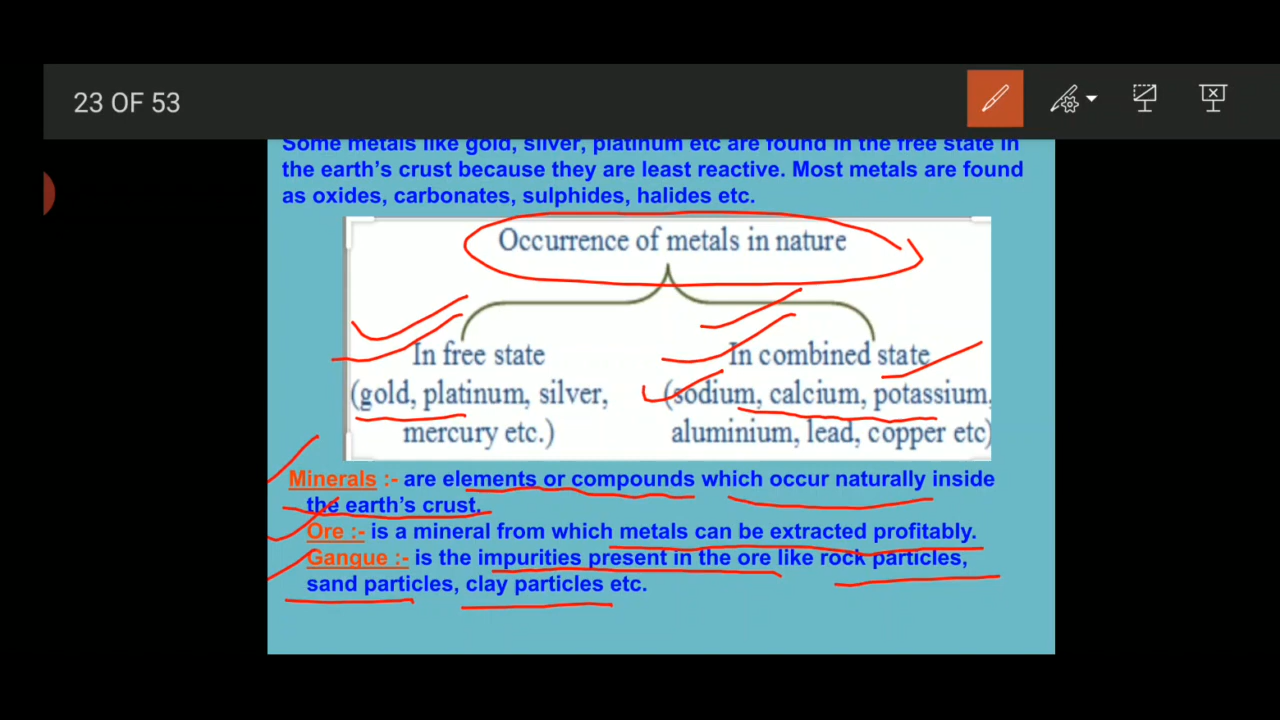 23 OF 53
Some metals like gold, silver, platinum etc are found in the free state in
the earth's crust because they are least reactive. Most metals are found
as oxides, carbonates, sulphides, halides etc.
Occurrence of metals in nature
In free state
(gold, platinum, silver,
mercury etc.)
In combined state
(sodium, calcium, potassium,
aluminium, lead, copper etc)
Minerals :- are elements or compounds which occur naturally inside
the earth's crust.
Ore :- is a mineral from which metals can be extracted profitably.
Gangue :- is the impurities present in the ore like rock particles,
sand particles, clay particles etc.